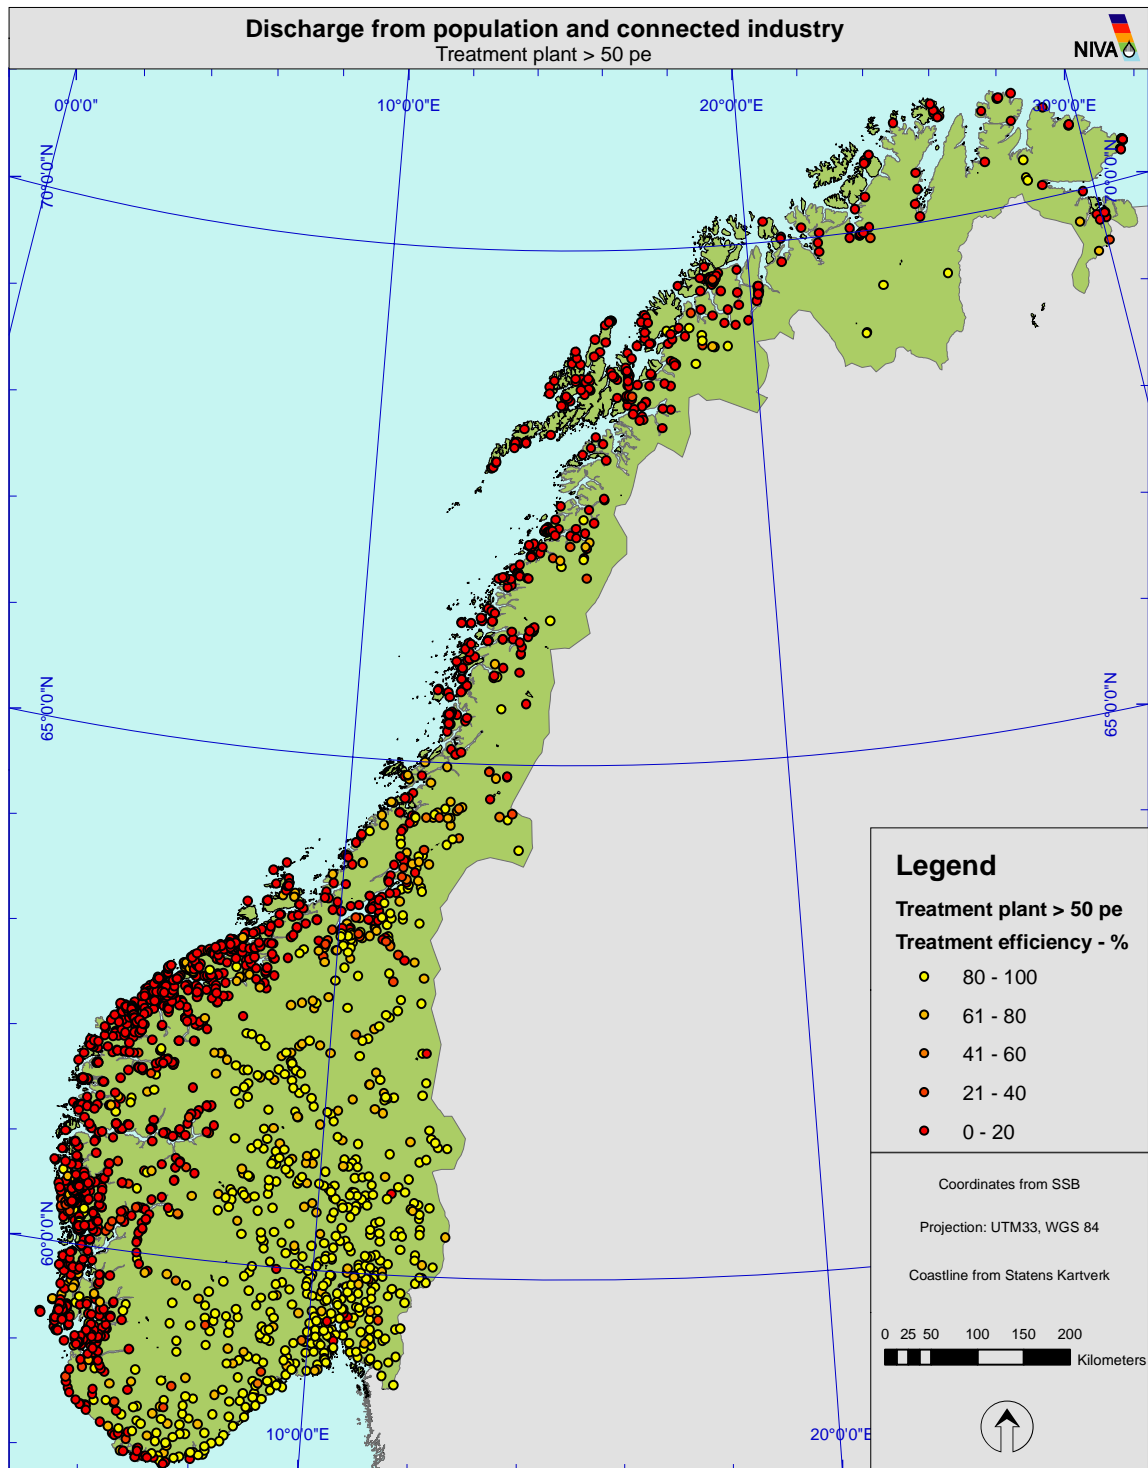 Discharge from population and connected industry
Treatment plant > 50 pe
NIVA
0°0'0"
10°0'0"E
20°0'0"E
30°0'0"E
70°0'0"N
70°0'0"N
65°0'0"N
65°0'0"N
60°0'0"N
10°0'0"E
20°0'0"E
Legend
Treatment plant > 50 pe
Treatment efficiency - %
80 - 100
61 - 80
41 - 60
21 - 40
0 - 20
Coordinates from SSB
Projection: UTM33, WGS 84
Coastline from Statens Kartverk
0 25 50 100 150 200
Kilometers